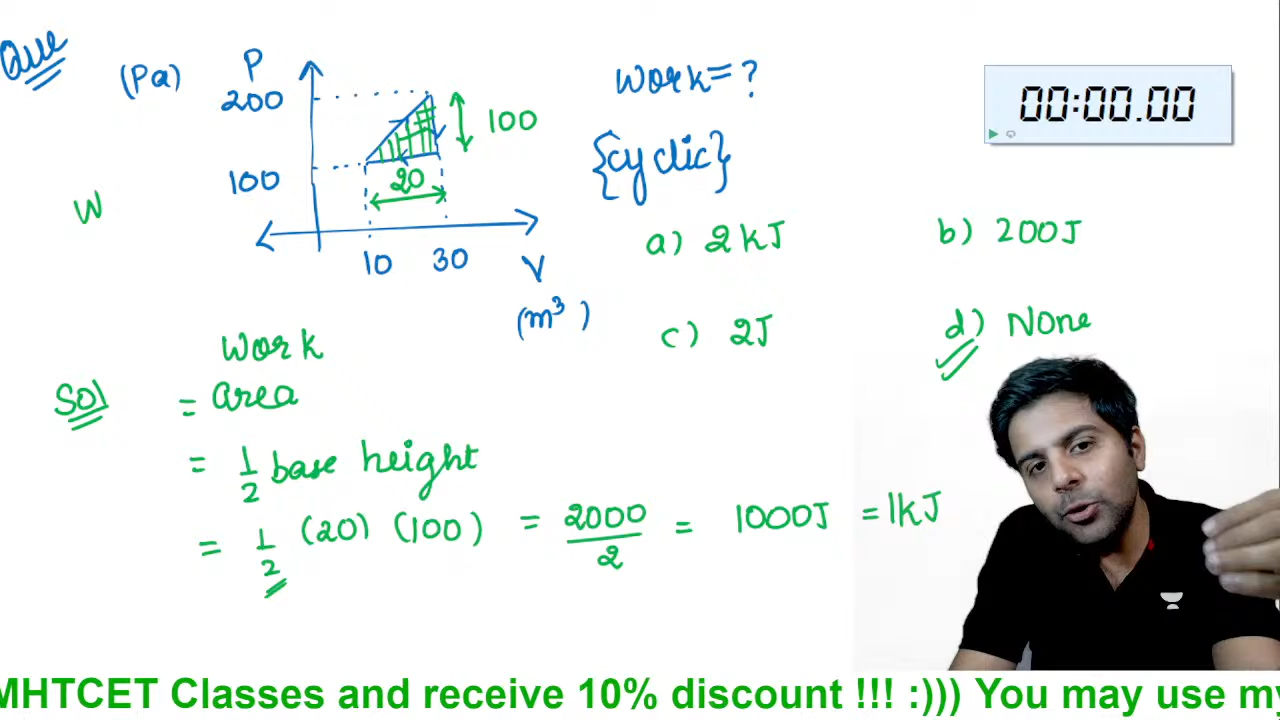 Que
(Pa)
P
200
100
100
20
10
30
V
(m³)
W
Work = ?
{cyclic}
00:00.00
a) 2 kJ
b) 200J
c) 2J
d) None
Sol
Work
= area
= 1/2 base height
= 1/2 (20) (100) = 2000/2 = 1000J = 1kJ
MHTCET Classes and receive 10% discount !!! :))) You may use my